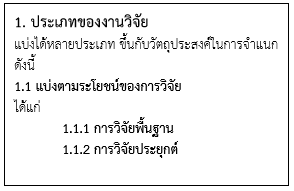 1. ประเภทของงานวิจัย
แบ่งได้หลายประเภท ขึ้นกับวัตถุประสงค์ในการจำแนก
ดังนี้
1.1 แบ่งตามระโยชน์ของการวิจัย
ได้แก่
1.1.1 การวิจัยพื้นฐาน
1.1.2 การวิจัยประยุกต์